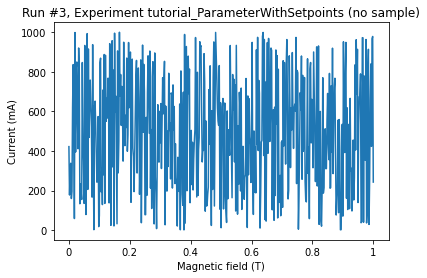 Run #3, Experiment tutorial_ParameterWithSetpoints (no sample)
1000
800
600
400
200
0
Current (mA)
0 0.2 0.4 0.6 0.8 1
Magnetic field (T)